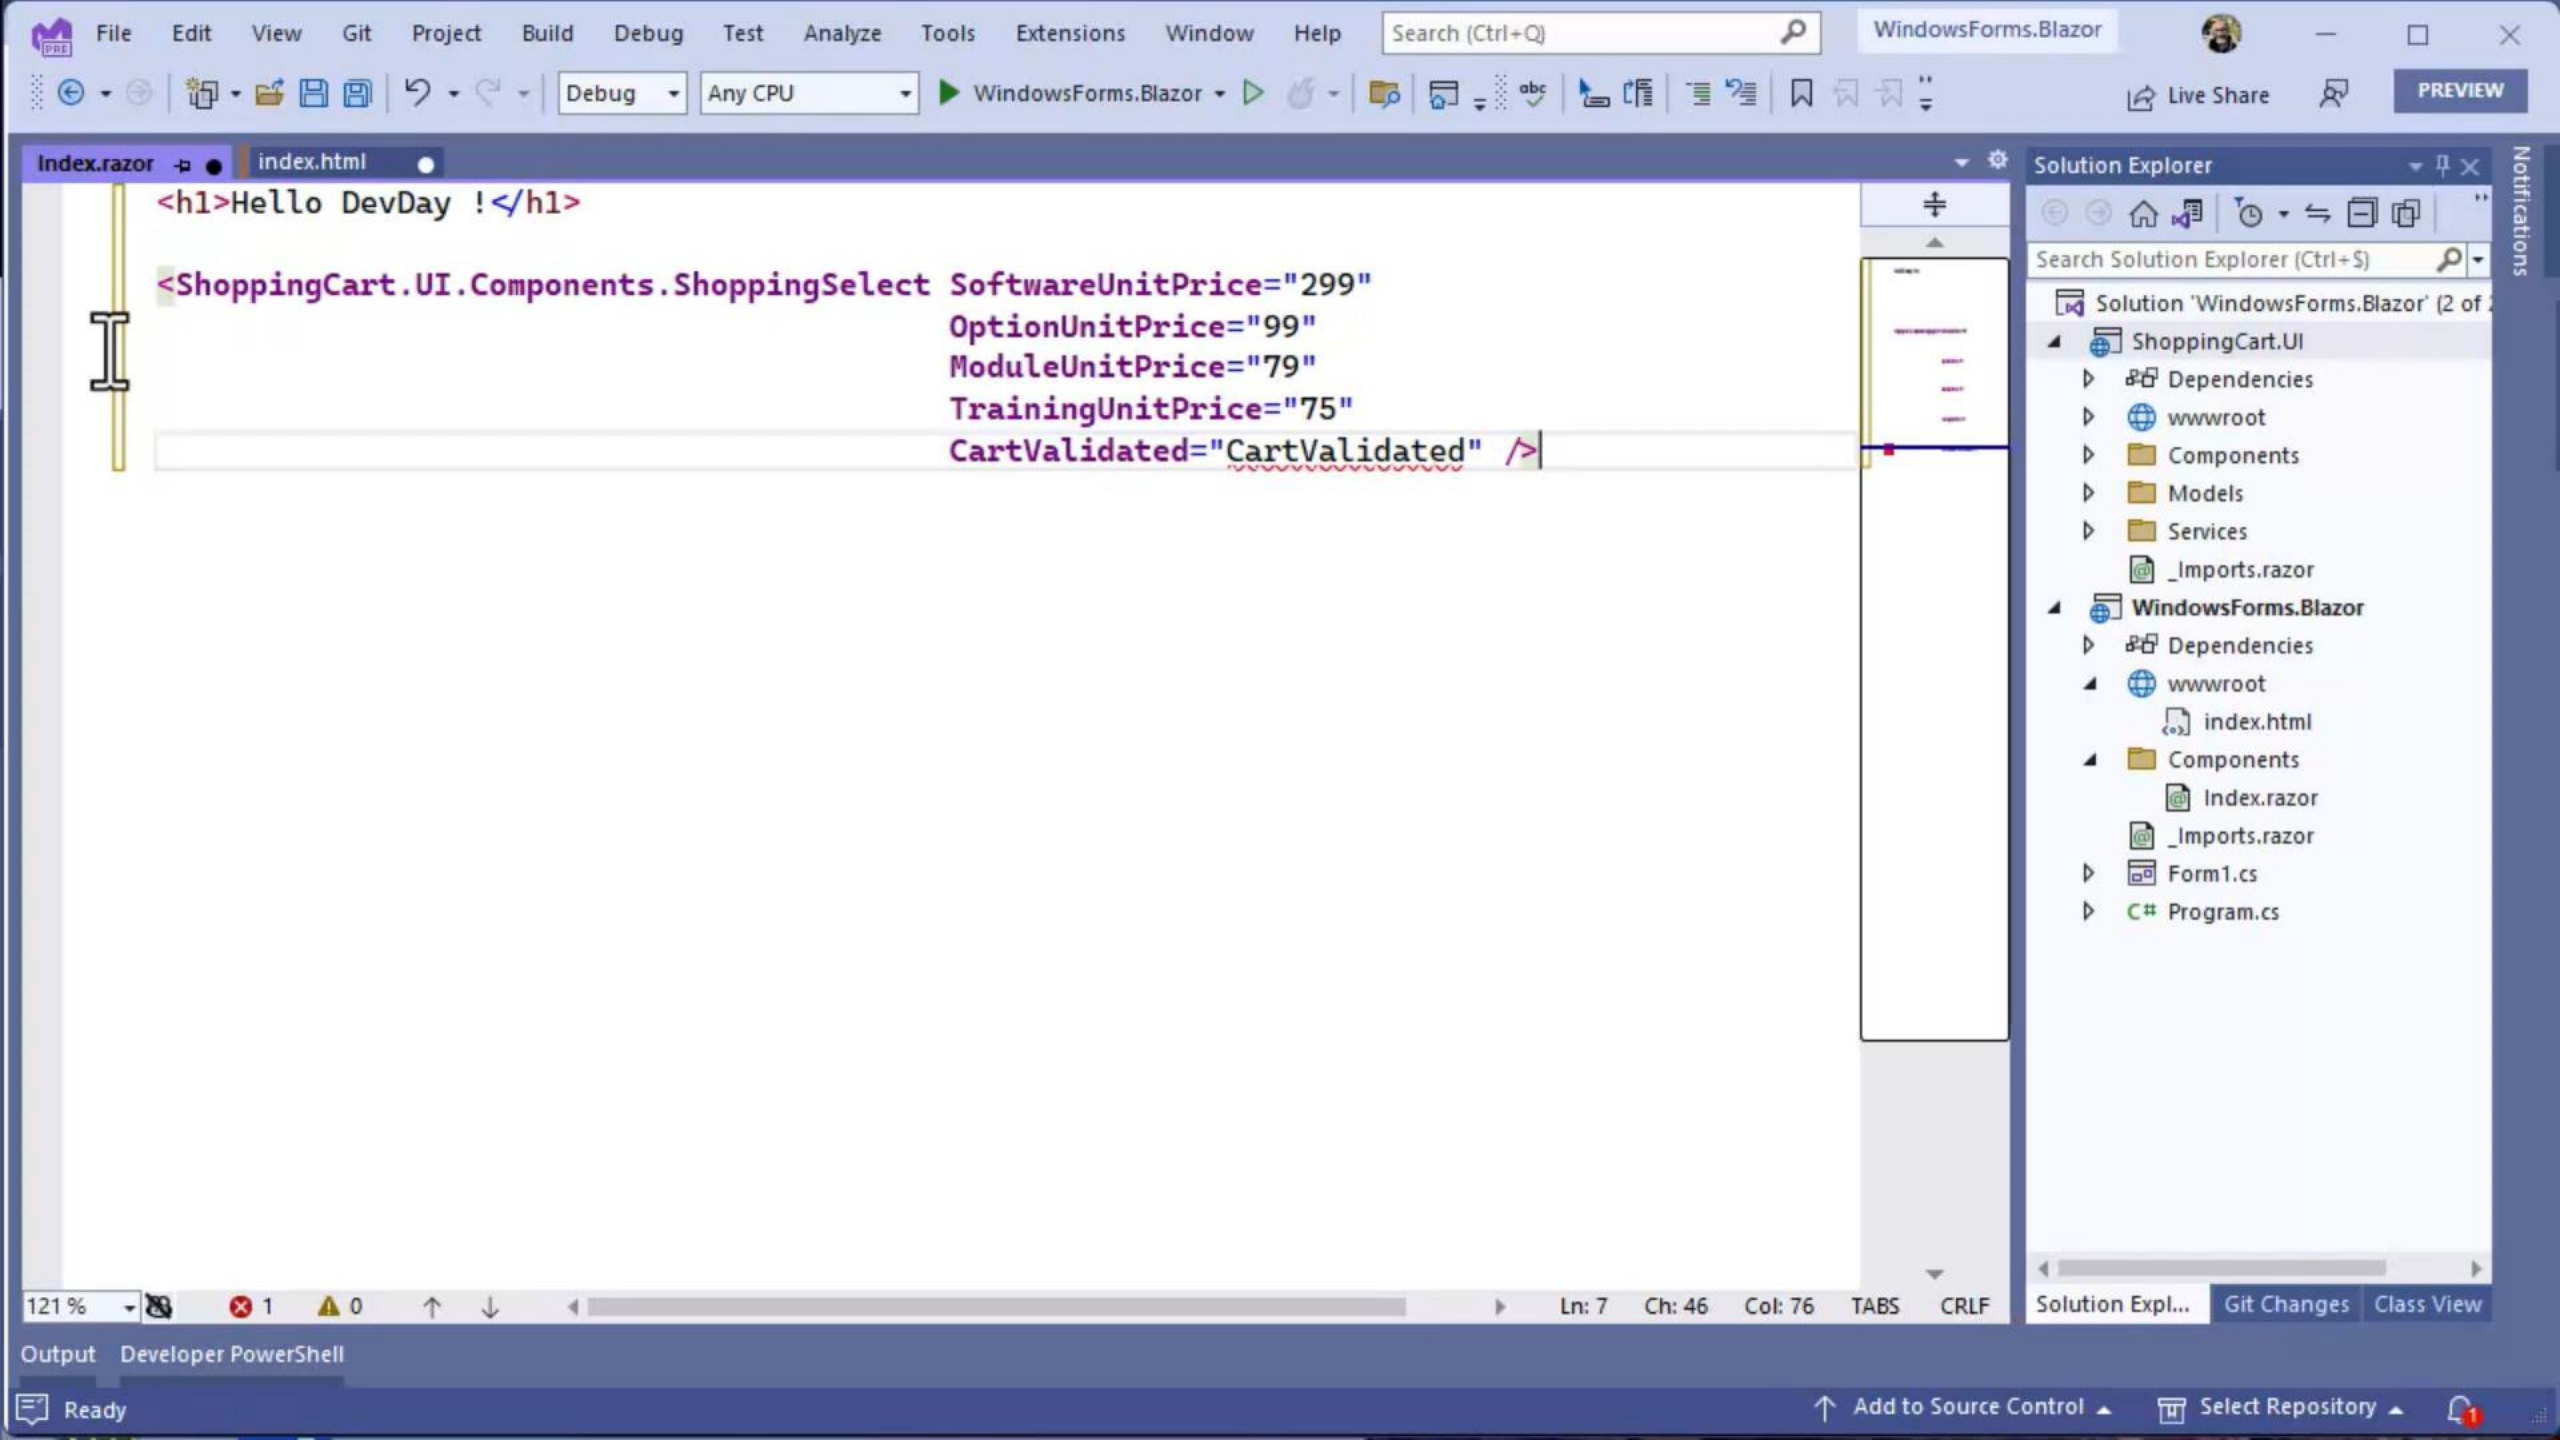 File Edit View Git Project Build Debug Test Analyze Tools Extensions Window Help Search (Ctrl+Q) WindowsForms.Blazor
PRE
Debug Any CPU WindowsForms.Blazor abc Live Share PREVIEW
Index.razor index.html
<h1>Hello DevDay !</h1>
<ShoppingCart.UI.Components.ShoppingSelect SoftwareUnitPrice="299"
OptionUnitPrice="99"
ModuleUnitPrice="79"
TrainingUnitPrice="75"
CartValidated="CartValidated" />
121 % 1 0 Ln: 7 Ch: 46 Col: 76 TABS CRLF
Solution Explorer
Search Solution Explorer (Ctrl+$)
Solution 'WindowsForms.Blazor' (2 of
ShoppingCart.UI
Dependencies
wwwroot
Components
Models
Services
_Imports.razor
WindowsForms.Blazor
Dependencies
wwwroot
index.html
Components
Index.razor
_Imports.razor
Form1.cs
C# Program.cs
Solution Expl... Git Changes Class View
Notifications
Output Developer PowerShell
Ready Add to Source Control Select Repository 1